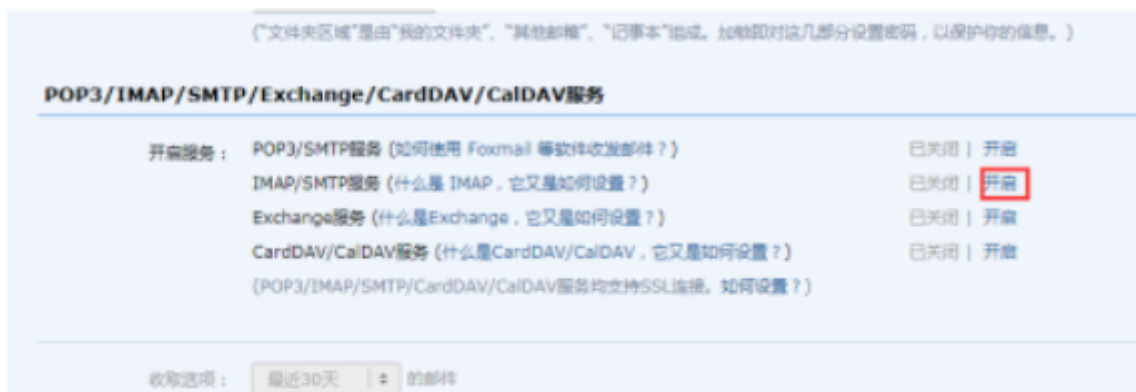 ("文件夹区域"是由"我的文件夹"、"其他邮箱"、"记事本"组成。加锁即对这几部分设置密码，以保护你的信息。)
POP3/IMAP/SMTP/Exchange/CardDAV/CalDAV服务
开启服务： POP3/SMTP服务 (如何使用 Foxmail 等软件收发邮件？) 已关闭 | 开启
IMAP/SMTP服务 (什么是 IMAP，它又是如何设置？) 已关闭 | 开启
Exchange服务 (什么是Exchange，它又是如何设置？) 已关闭 | 开启
CardDAV/CalDAV服务 (什么是CardDAV/CalDAV，它又是如何设置？) 已关闭 | 开启
(POP3/IMAP/SMTP/CardDAV/CalDAV服务均支持SSL连接。如何设置？)
收取选项： 最近30天 的邮件